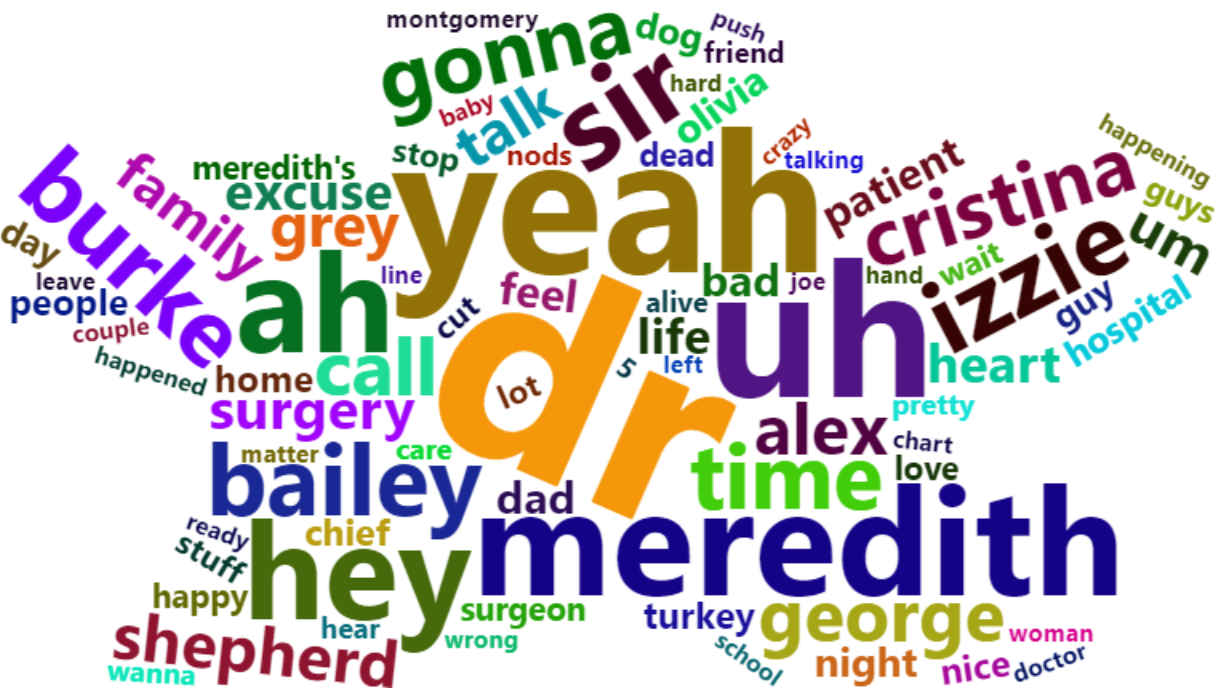 montgomery
push
gonna
dog
friend
sir
hard
baby
talk
olivia
crazy
happening
stop
nods
dead
talking
patient
cristina
guys
meredith's
family
excuse
yeah
burke
grey
um
day
izzie
wait
leave
line
feel
bad
joe
hand
people
ah
cut
alive
uh
guy
hospital
couple
dr
life
happened
call
5
left
heart
home
lot
surgery
pretty
alex
chart
matter
care
time
love
bailey
dad
meredith
ready
chief
stuff
hey
happy
surgeon
turkey
george
hear
wrong
woman
shepherd
school
night
nice
doctor
wanna